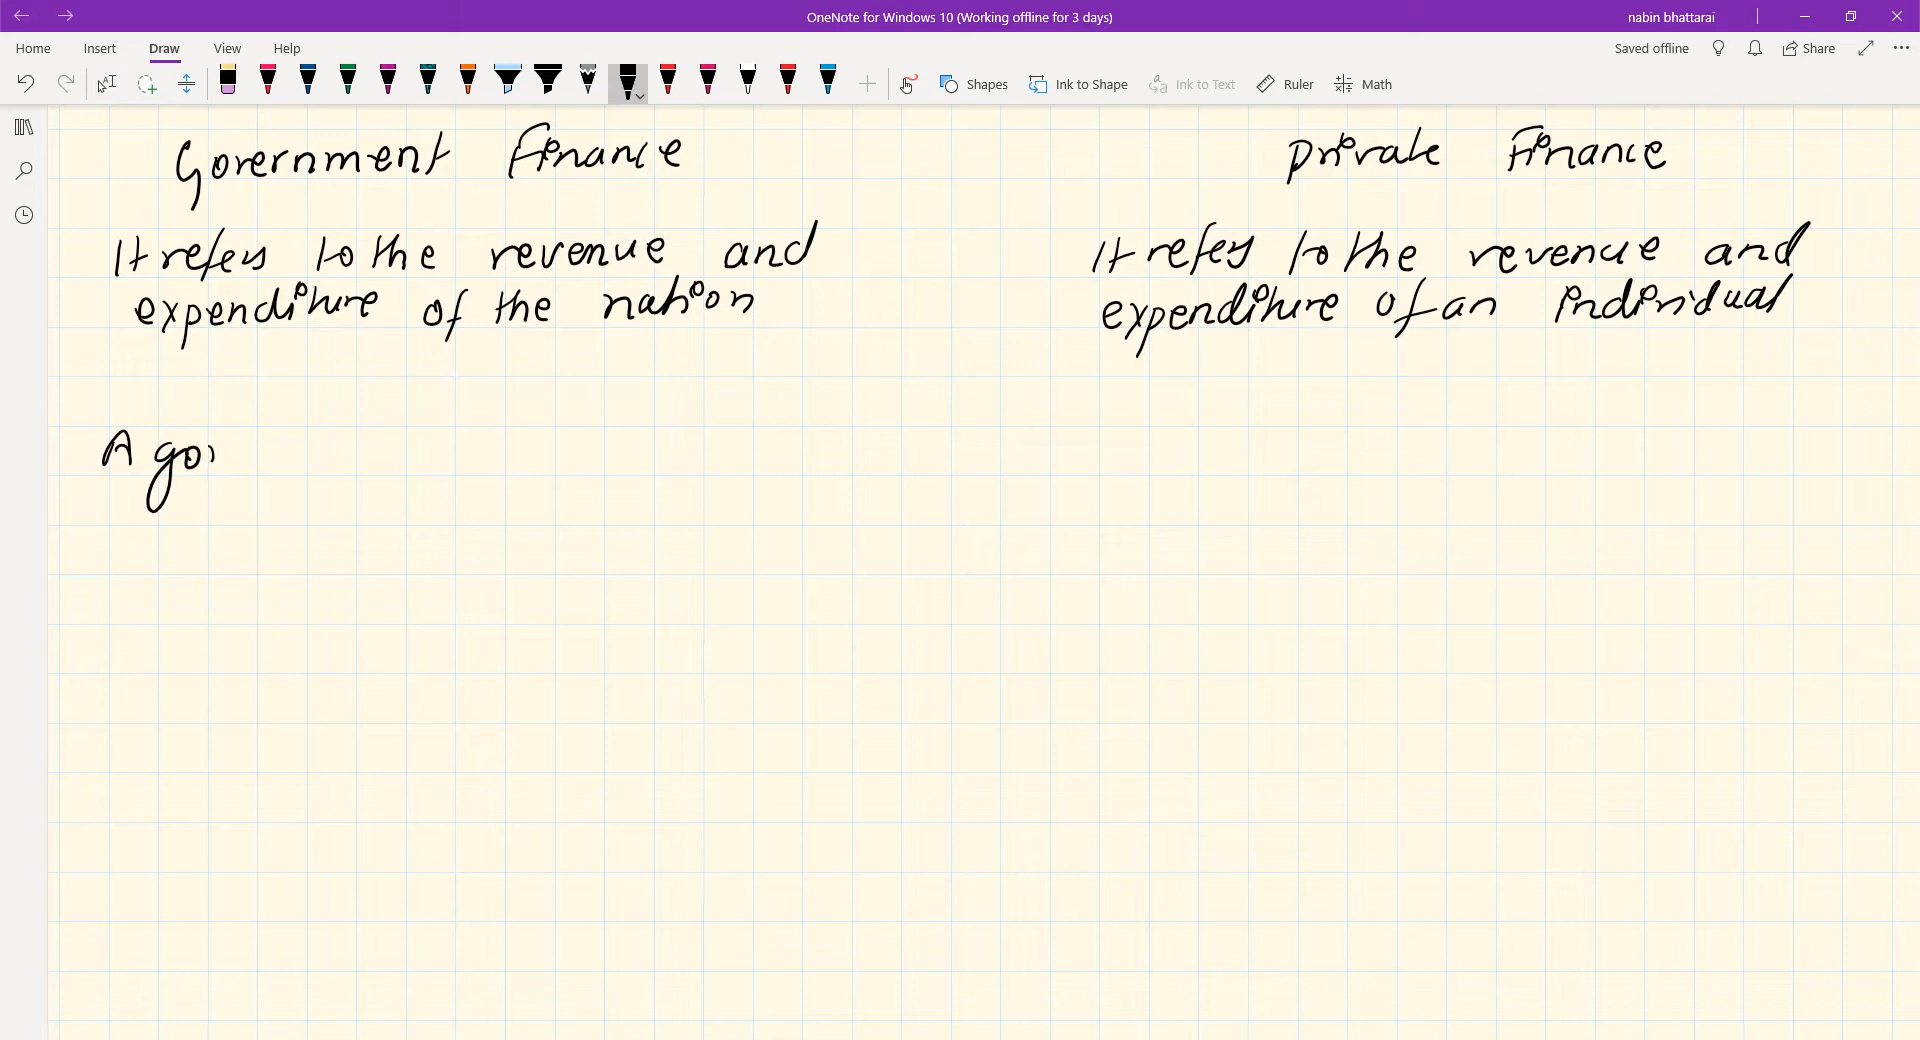 OneNote for Windows 10 (Working offline for 3 days)
nabin bhattarai
Home Insert Draw View Help
Saved offline
Share
Shapes
Ink to Shape
Ink to Text
Ruler
Math
Government Finance
Private Finance
It refers to the revenue and
expenditure of the nation
It refers to the revenue and
expenditure of an individual
A gov